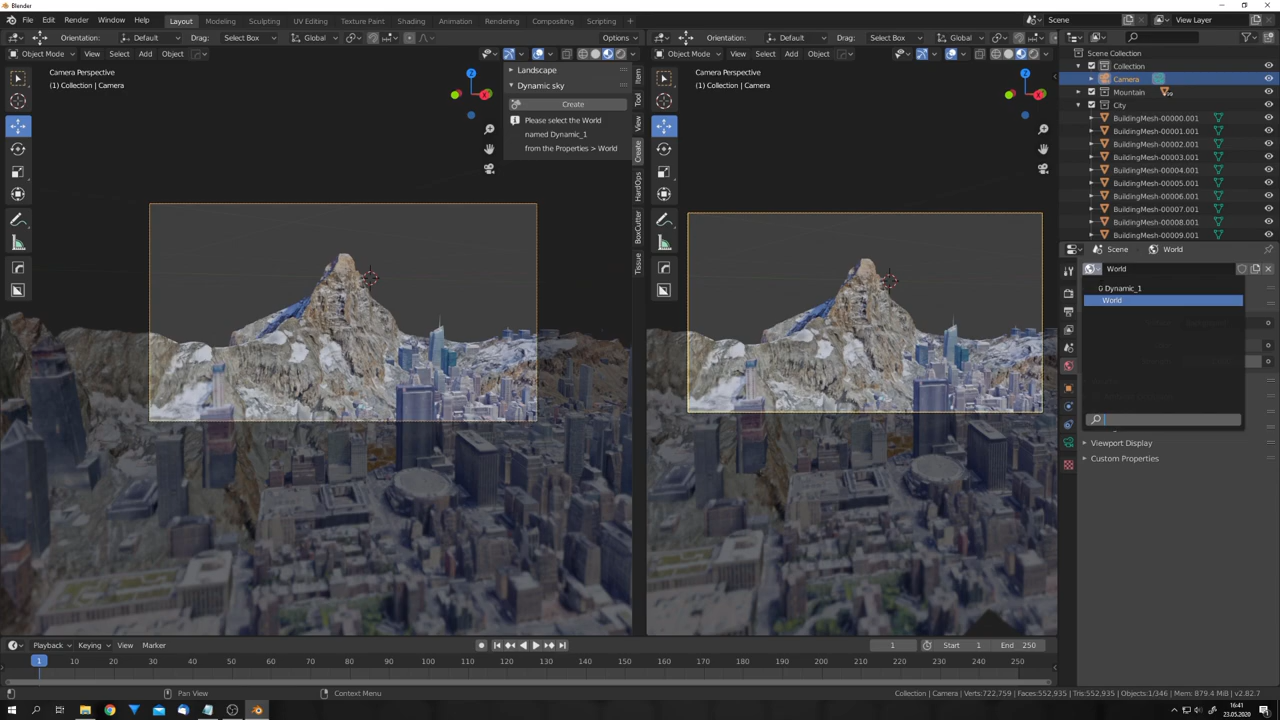 Blender
File Edit Render Window Help
Layout Modeling Sculpting UV Editing Texture Paint Shading Animation Rendering Compositing Scripting +
Scene
View Layer
Orientation: Default Drag: Select Box Global Options
Orientation: Default Drag: Select Box Global
Object Mode View Select Add Object
Object Mode View Select Add Object
Camera Perspective
(1) Collection | Camera
Landscape
Dynamic sky
Create
Please select the World
named Dynamic_1
from the Properties > World
Item
Tool
View
Create
HardOps
BoxCutter
Tissue
Z
Camera Perspective
(1) Collection | Camera
Z
Scene Collection
Collection
Camera
Mountain
City
BuildingMesh-00000.001
BuildingMesh-00001.001
BuildingMesh-00002.001
BuildingMesh-00003.001
BuildingMesh-00004.001
BuildingMesh-00005.001
BuildingMesh-00006.001
BuildingMesh-00007.001
BuildingMesh-00008.001
BuildingMesh-00009.001
Scene World
World
0 Dynamic_1
World
Viewport Display
Custom Properties
Playback Keying View Marker
1 Start 1 End 250
1 10 20 30 40 50 60 70 80 90 100 110 120 130 140 150 160 170 180 190 200 210 220 230 240 250
Pan View
Context Menu
Collection | Camera | Verts:722,759 | Faces:552,935 | Tris:552,935 | Objects:1/346 | Mem: 879.4 MiB | v2.82.7
16:41
23.05.2020